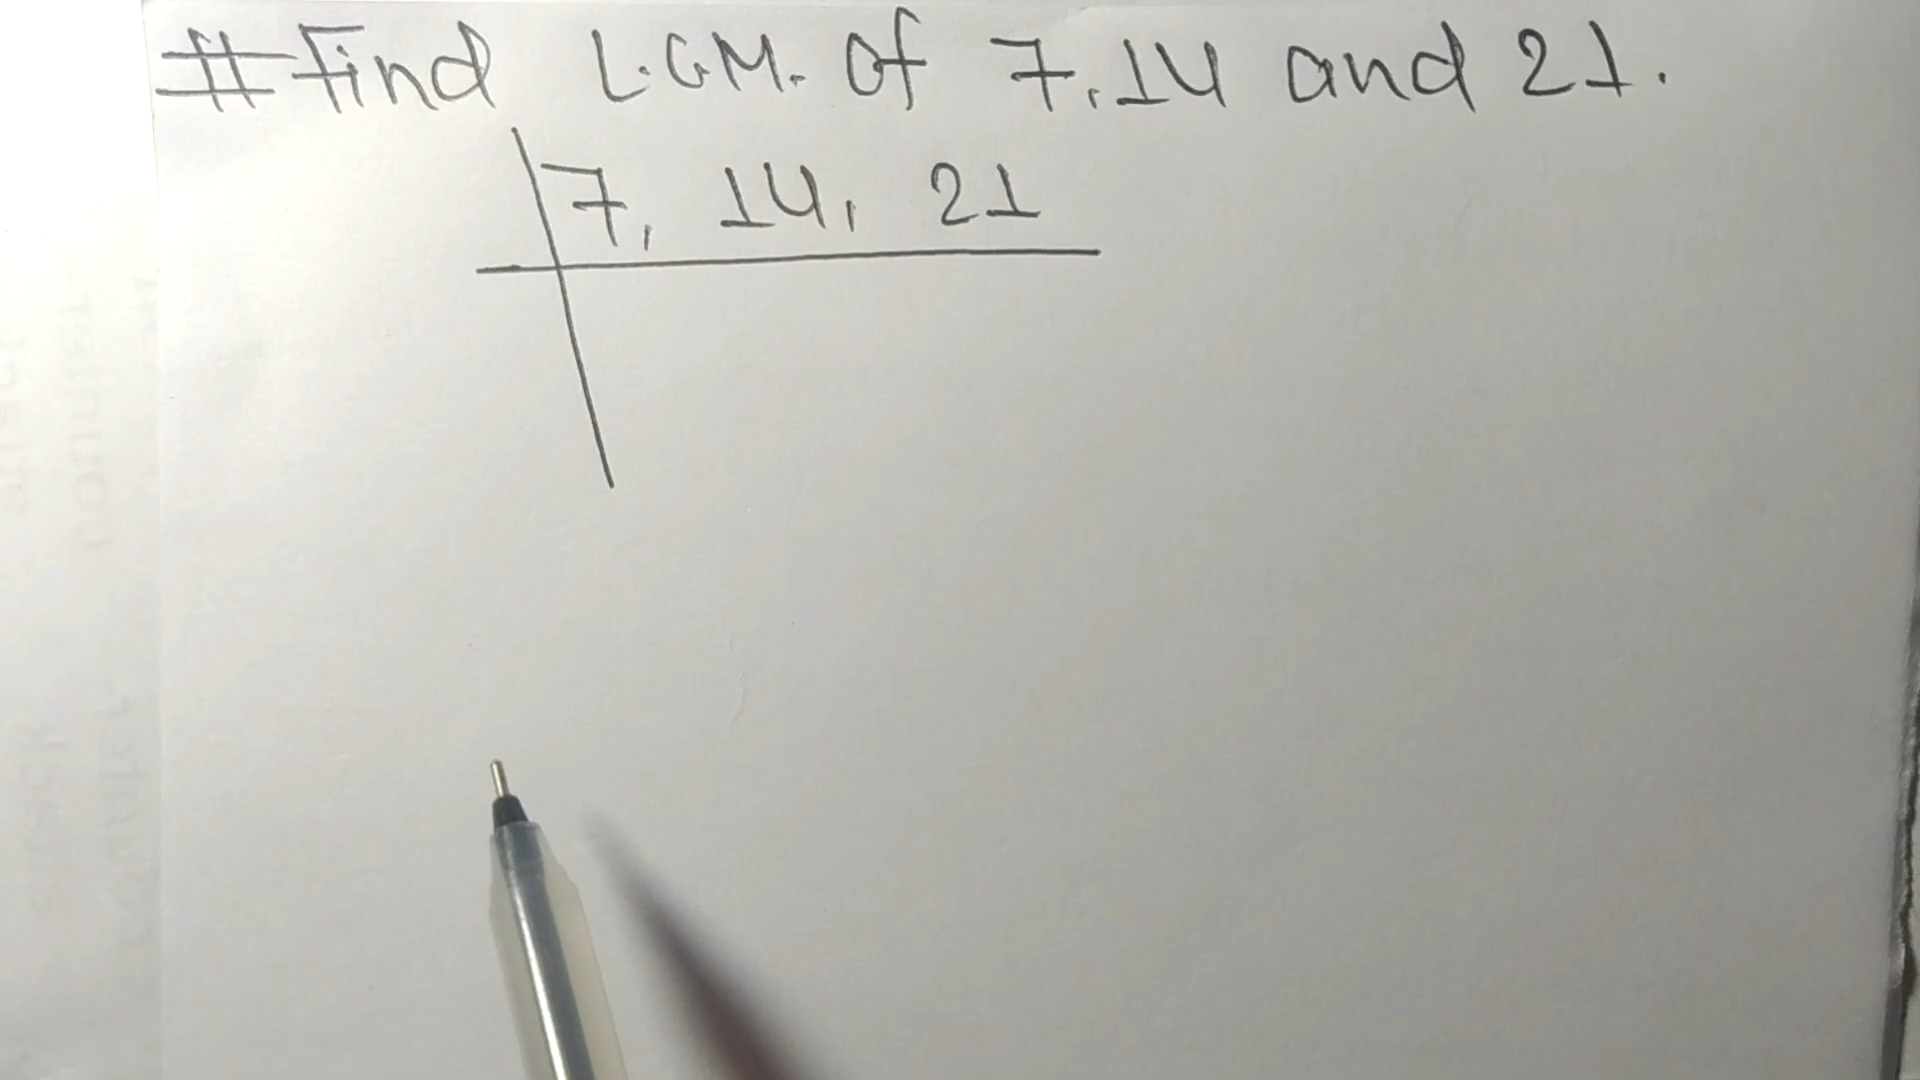 # Find L.C.M. Of 7, 14 and 21.
7, 14, 21